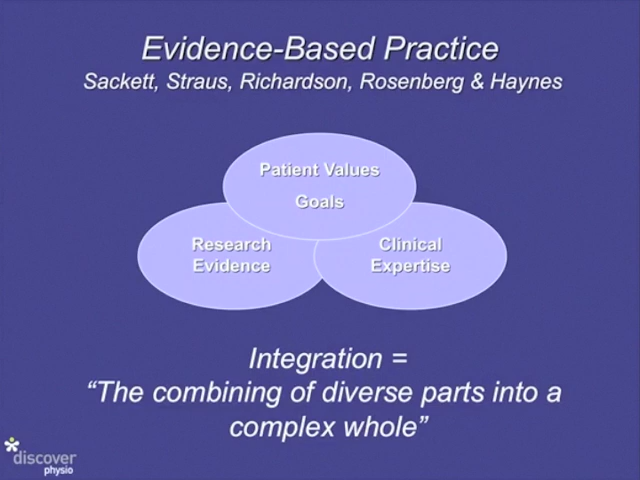 Evidence-Based Practice
Sackett, Straus, Richardson, Rosenberg & Haynes
Patient Values
Goals
Research
Evidence
Clinical
Expertise
Integration =
“The combining of diverse parts into a
complex whole”
discover
physio